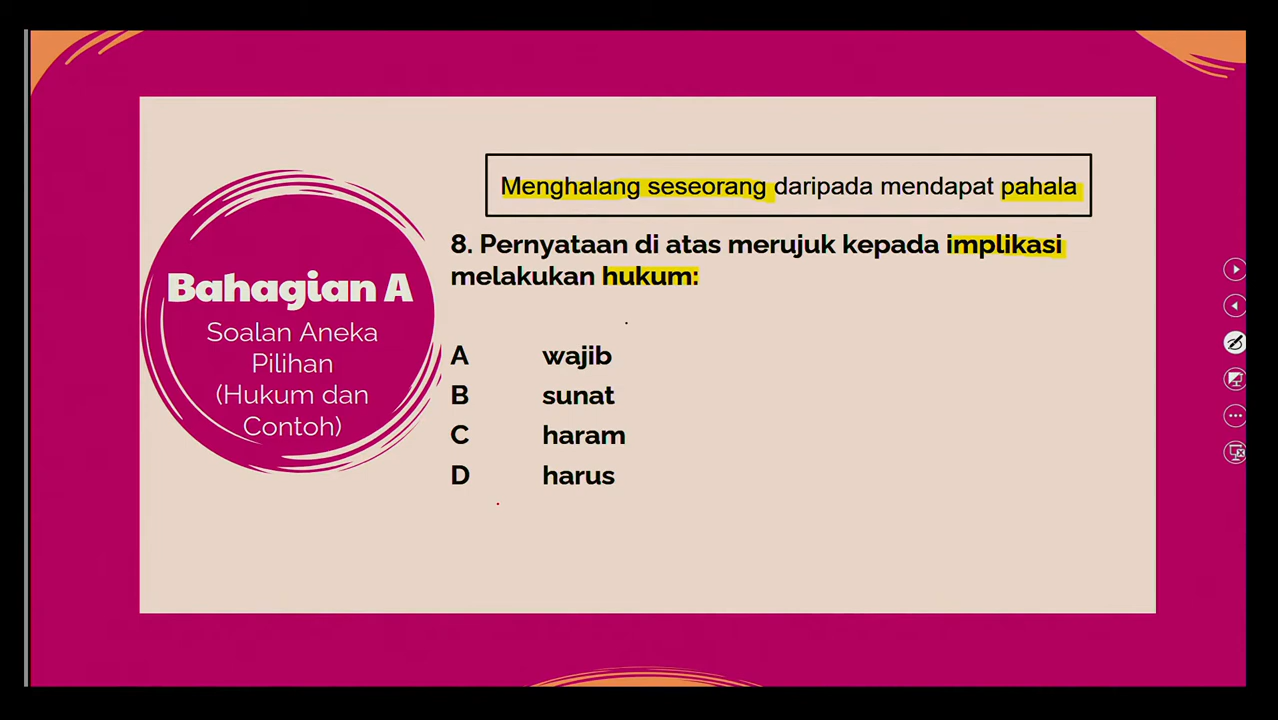 Bahagian A
Soalan Aneka
Pilihan
(Hukum dan
Contoh)
Menghalang seseorang daripada mendapat pahala
8. Pernyataan di atas merujuk kepada implikasi
melakukan hukum:
A wajib
B sunat
C haram
D harus